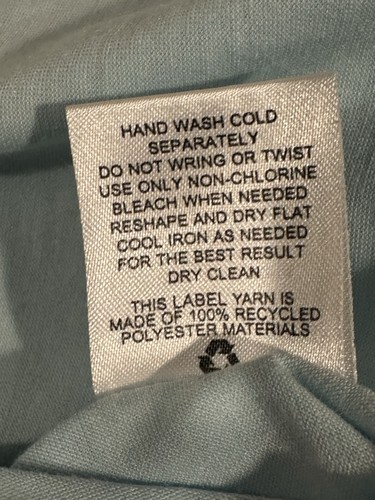 HAND WASH COLD
SEPARATELY
DO NOT WRING OR TWIST
USE ONLY NON-CHLORINE
BLEACH WHEN NEEDED
RESHAPE AND DRY FLAT
COOL IRON AS NEEDED
FOR THE BEST RESULT
DRY CLEAN
THIS LABEL YARN IS
MADE OF 100% RECYCLED
POLYESTER MATERIALS